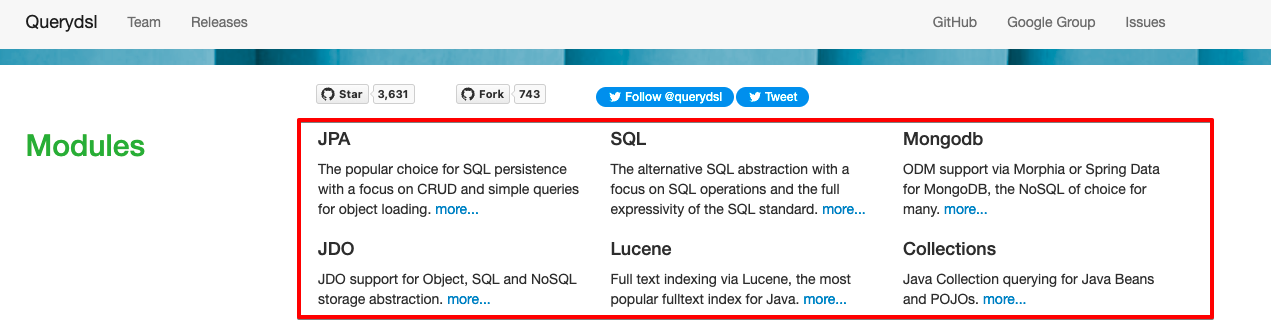 Querydsl Team Releases GitHub Google Group Issues
Star 3,631 Fork 743 Follow @querydsl Tweet
Modules
JPA
The popular choice for SQL persistence
with a focus on CRUD and simple queries
for object loading. more...
SQL
The alternative SQL abstraction with a
focus on SQL operations and the full
expressivity of the SQL standard. more...
Mongodb
ODM support via Morphia or Spring Data
for MongoDB, the NoSQL of choice for
many. more...
JDO
JDO support for Object, SQL and NoSQL
storage abstraction. more...
Lucene
Full text indexing via Lucene, the most
popular fulltext index for Java. more...
Collections
Java Collection querying for Java Beans
and POJOs. more...